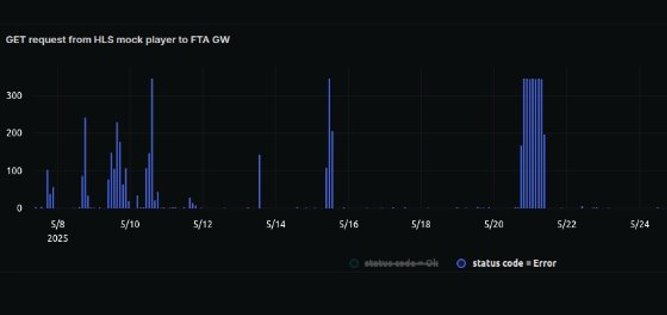 GET request from HLS mock player to FTA GW
300
200
100
0
5/8 5/10 5/12 5/14 5/16 5/18 5/20 5/22 5/24
2025
status code = Ok status code = Error